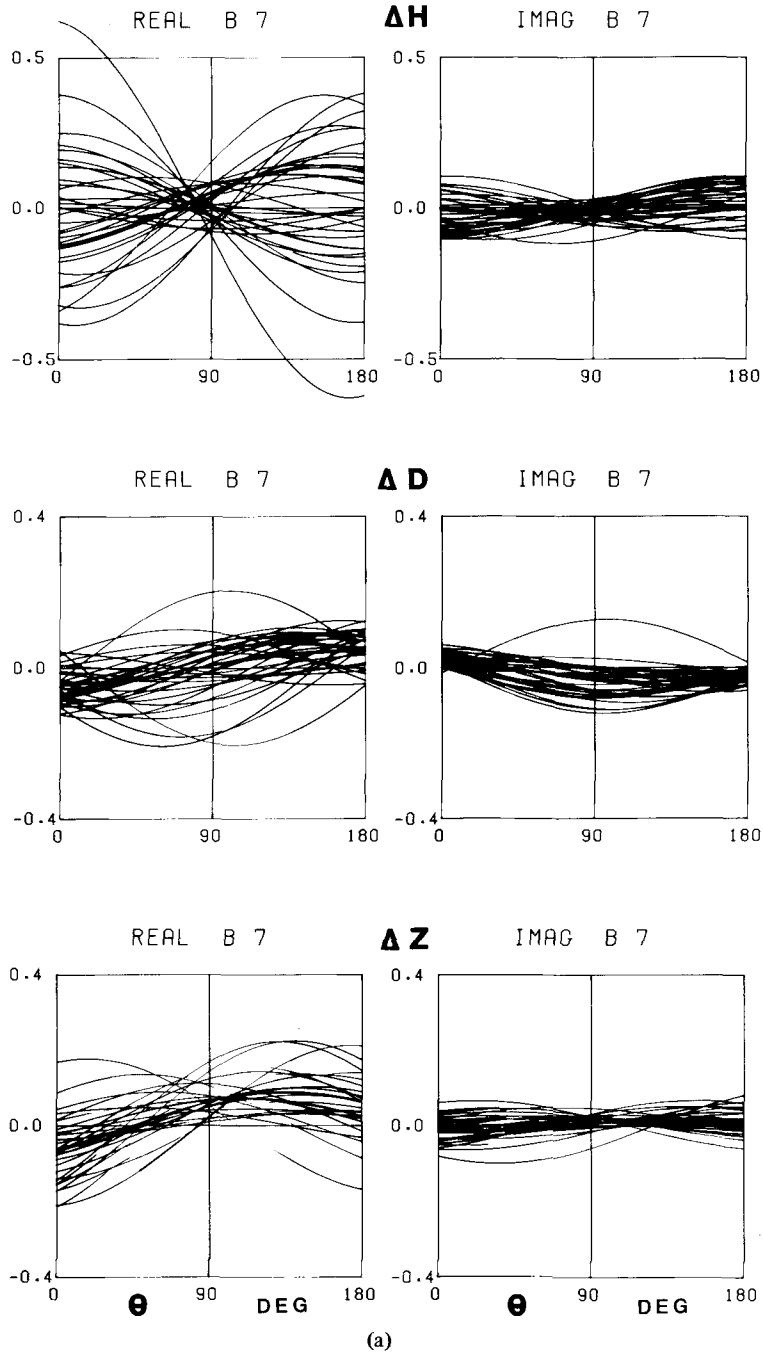 REAL B 7 ΔH IMAG B 7
0.5 0.5
0.0 0.0
-0.5 -0.5
0 90 180 0 90 180
REAL B 7 ΔD IMAG B 7
0.4 0.4
0.0 0.0
-0.4 -0.4
0 90 180 0 90 180
REAL B 7 ΔZ IMAG B 7
0.4 0.4
0.0 0.0
-0.4 -0.4
0 90 180 0 90 180
Θ DEG Θ DEG
(a)